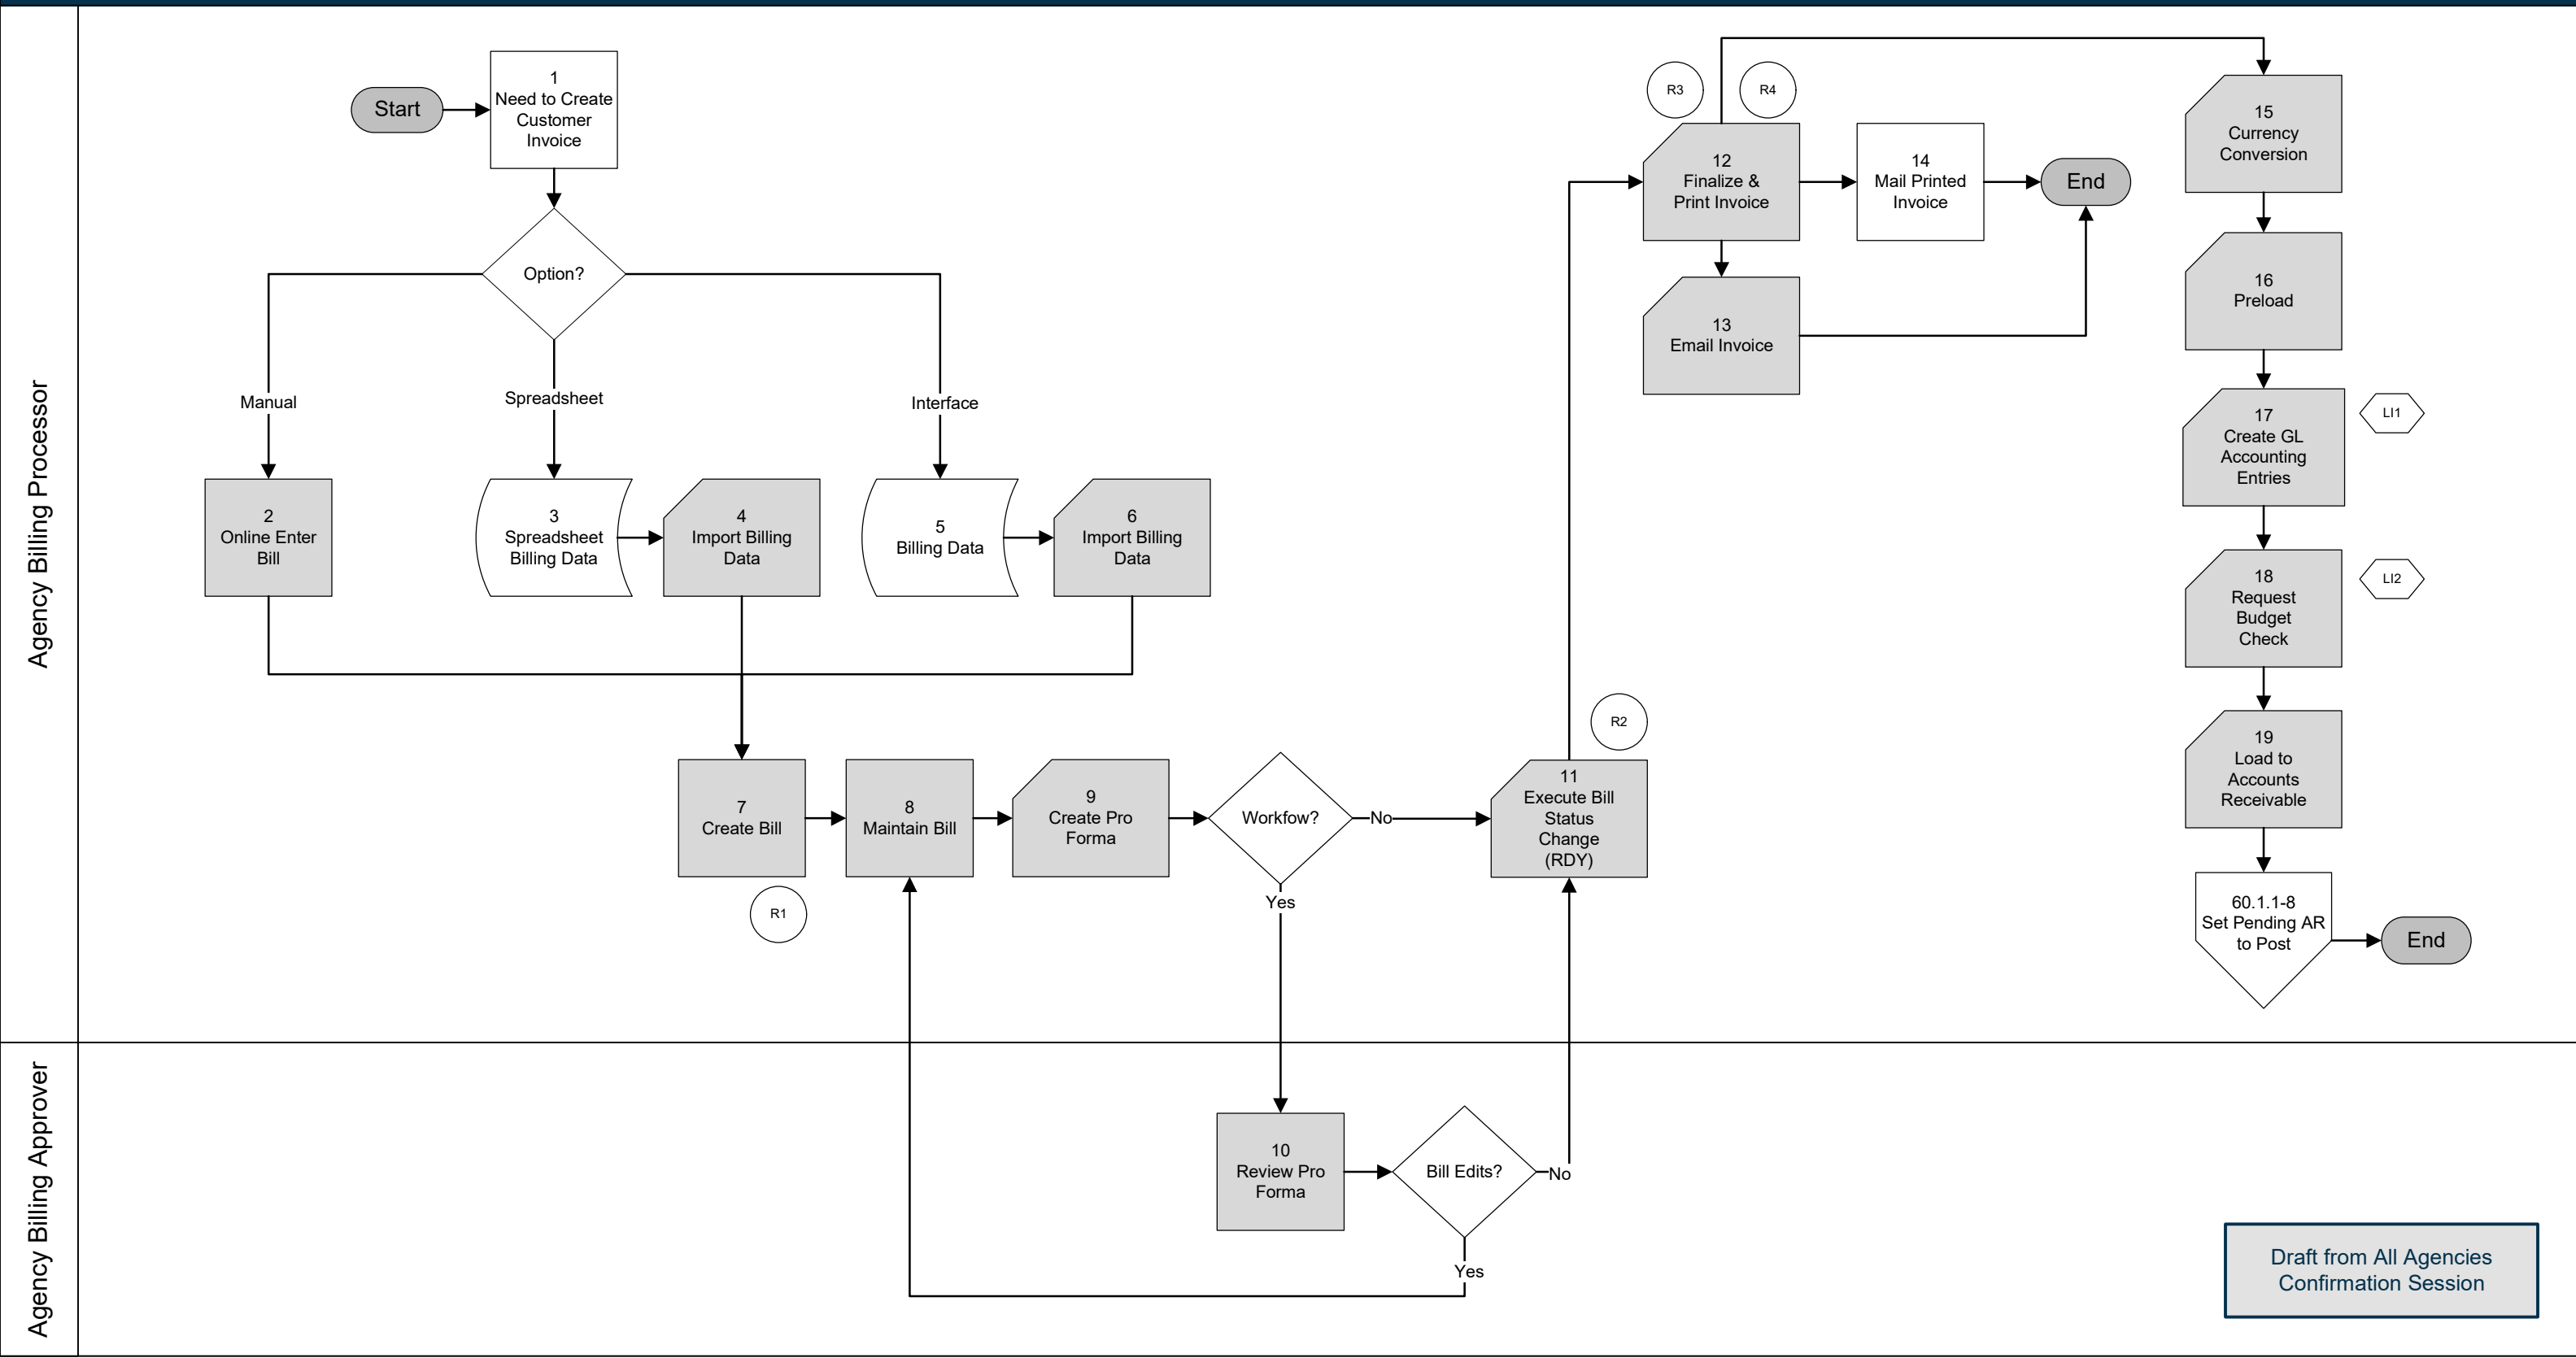 Agency Billing Processor
Start
1
Need to Create
Customer
Invoice
Option?
Manual
Spreadsheet
Interface
2
Online Enter
Bill
3
Spreadsheet
Billing Data
4
Import Billing
Data
5
Billing Data
6
Import Billing
Data
7
Create Bill
R1
8
Maintain Bill
9
Create Pro
Forma
Workfow?
No
Yes
11
Execute Bill
Status
Change
(RDY)
R2
R3
R4
12
Finalize &
Print Invoice
14
Mail Printed
Invoice
End
13
Email Invoice
15
Currency
Conversion
16
Preload
17
Create GL
Accounting
Entries
LI1
18
Request
Budget
Check
LI2
19
Load to
Accounts
Receivable
60.1.1-8
Set Pending AR
to Post
End
Agency Billing Approver
10
Review Pro
Forma
Bill Edits?
No
Yes
Draft from All Agencies
Confirmation Session